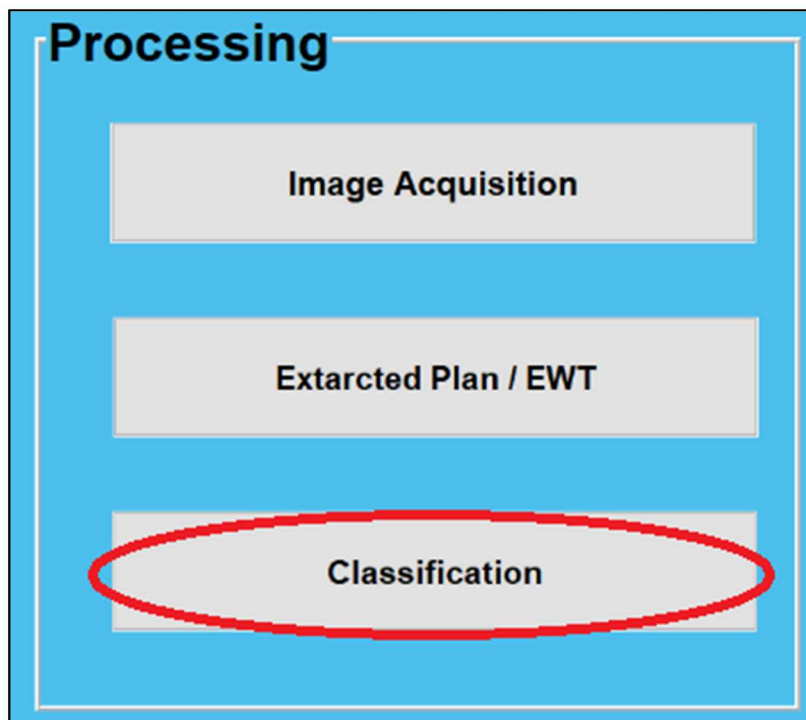 Processing
Image Acquisition
Extarcted Plan / EWT
Classification